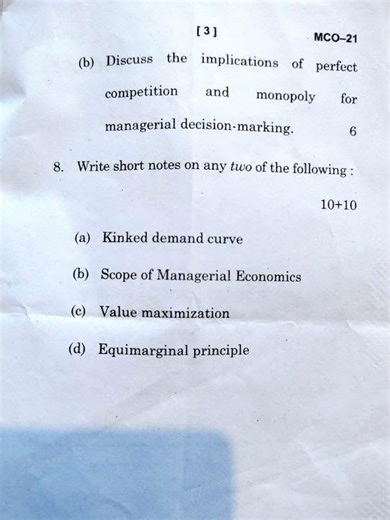 [ 3 ]
MCO–21
(b) Discuss the implications of perfect
competition and monopoly for
managerial decision-marking. 6
8. Write short notes on any two of the following :
10+10
(a) Kinked demand curve
(b) Scope of Managerial Economics
(c) Value maximization
(d) Equimarginal principle